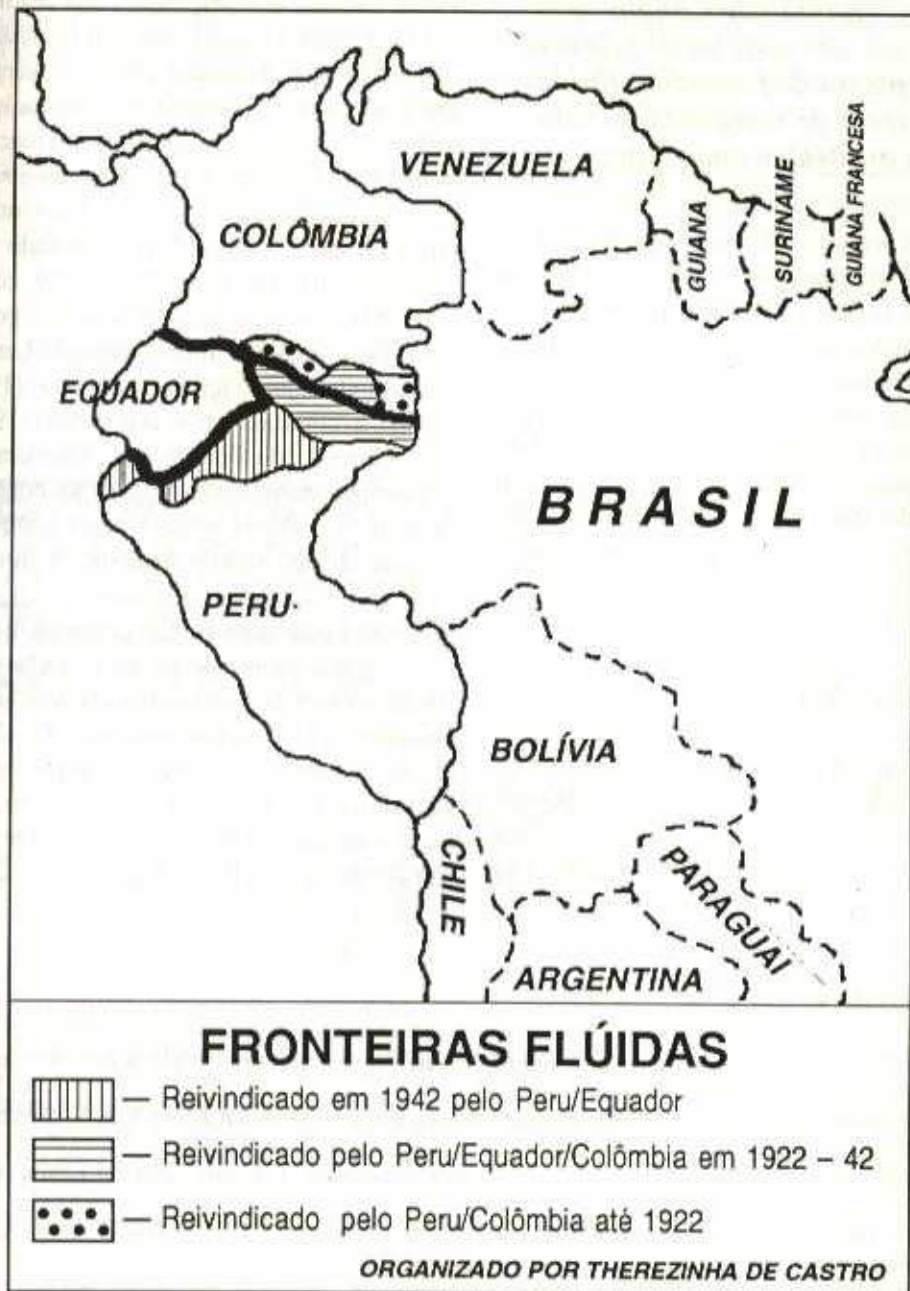 VENEZUELA
GUIANA
SURINAME
GUIANA FRANCESA
COLÔMBIA
EQUADOR
BRASIL
PERU
BOLÍVIA
CHILE
PARAGUAI
ARGENTINA
FRONTEIRAS FLÚIDAS
— Reivindicado em 1942 pelo Peru/Equador
— Reivindicado pelo Peru/Equador/Colômbia em 1922 – 42
— Reivindicado pelo Peru/Colômbia até 1922
ORGANIZADO POR THEREZINHA DE CASTRO